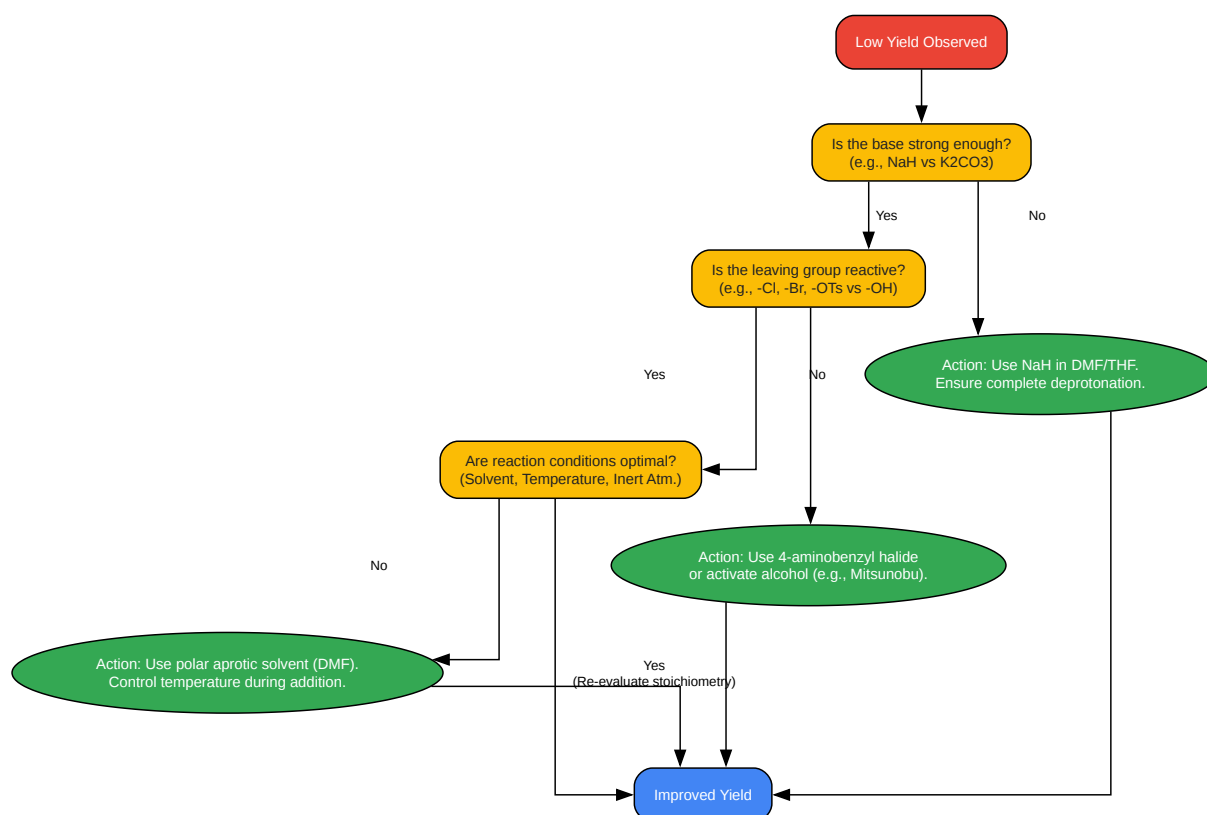 Low Yield Observed
Is the base strong enough?
(e.g., NaH vs K2CO3)
Yes
No
Is the leaving group reactive?
(e.g., -Cl, -Br, -OTs vs -OH)
Yes
No
Action: Use NaH in DMF/THF.
Ensure complete deprotonation.
Are reaction conditions optimal?
(Solvent, Temperature, Inert Atm.)
No
Action: Use 4-aminobenzyl halide
or activate alcohol (e.g., Mitsunobu).
Action: Use polar aprotic solvent (DMF).
Control temperature during addition.
Yes
(Re-evaluate stoichiometry)
Improved Yield